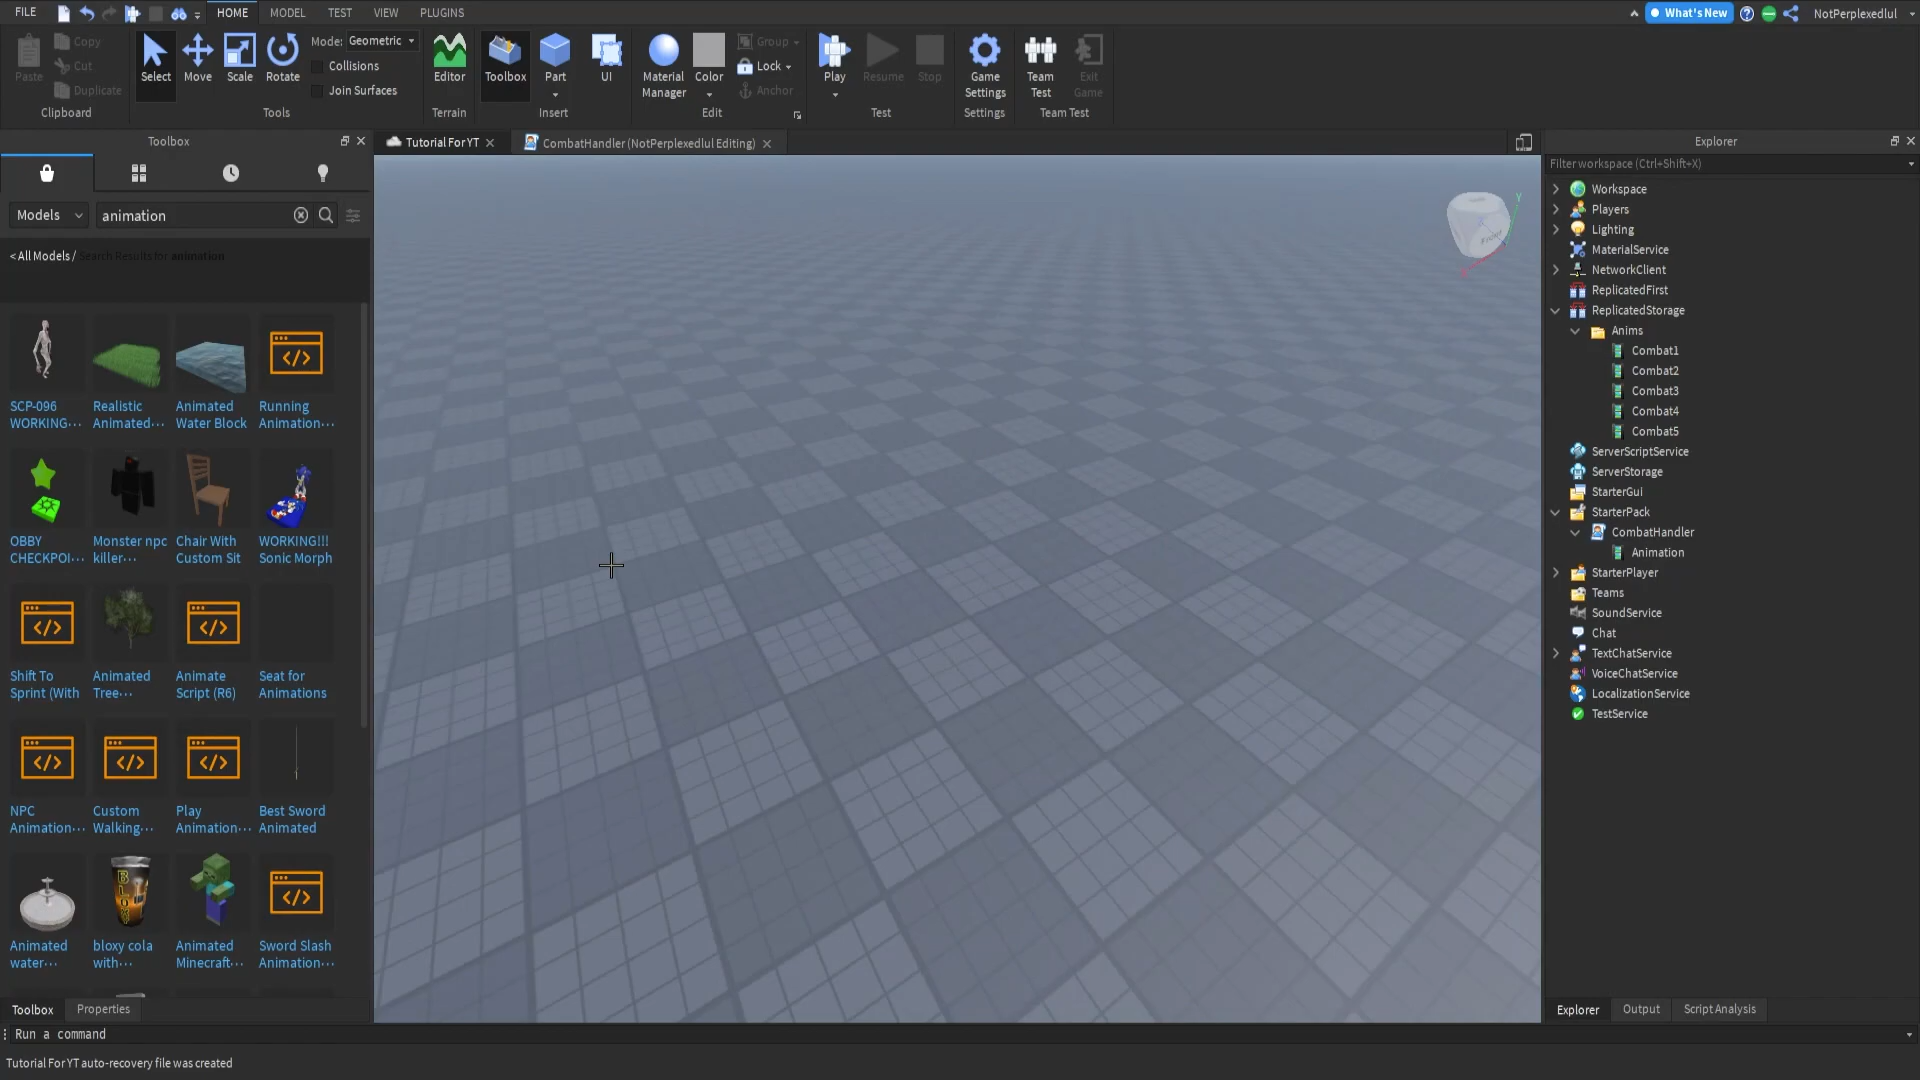 FILE
HOME
MODEL
TEST
VIEW
PLUGINS
What's New
NotPerplexedlul
Paste
Copy
Cut
Duplicate
Clipboard
Select
Move
Scale
Rotate
Mode: Geometric
Collisions
Join Surfaces
Tools
Editor
Terrain
Toolbox
Part
UI
Insert
Material
Manager
Color
Group
Lock
Anchor
Edit
Play
Resume
Stop
Test
Game
Settings
Settings
Team
Test
Exit
Game
Team Test
Toolbox
Tutorial For YT
CombatHandler (NotPerplexedlul Editing)
Explorer
Models
animation
< All Models / Search Results for animation
SCP-096
WORKING···
Realistic
Animated···
Animated
Water Block
Running
Animation···
OBBY
CHECKPOI···
Monster npc
killer···
Chair With
Custom Sit
WORKING!!!
Sonic Morph
Shift To
Sprint (With
Animated
Tree···
Animate
Script (R6)
Seat for
Animations
NPC
Animation···
Custom
Walking···
Play
Animation···
Best Sword
Animated
Animated
water···
bloxy cola
with···
Animated
Minecraft···
Sword Slash
Animation···
Toolbox
Properties
Filter workspace (Ctrl+Shift+X)
Workspace
Players
Lighting
MaterialService
NetworkClient
ReplicatedFirst
ReplicatedStorage
Anims
Combat1
Combat2
Combat3
Combat4
Combat5
ServerScriptService
ServerStorage
StarterGui
StarterPack
CombatHandler
Animation
StarterPlayer
Teams
SoundService
Chat
TextChatService
VoiceChatService
LocalizationService
TestService
Explorer
Output
Script Analysis
Run a command
Tutorial For YT auto-recovery file was created